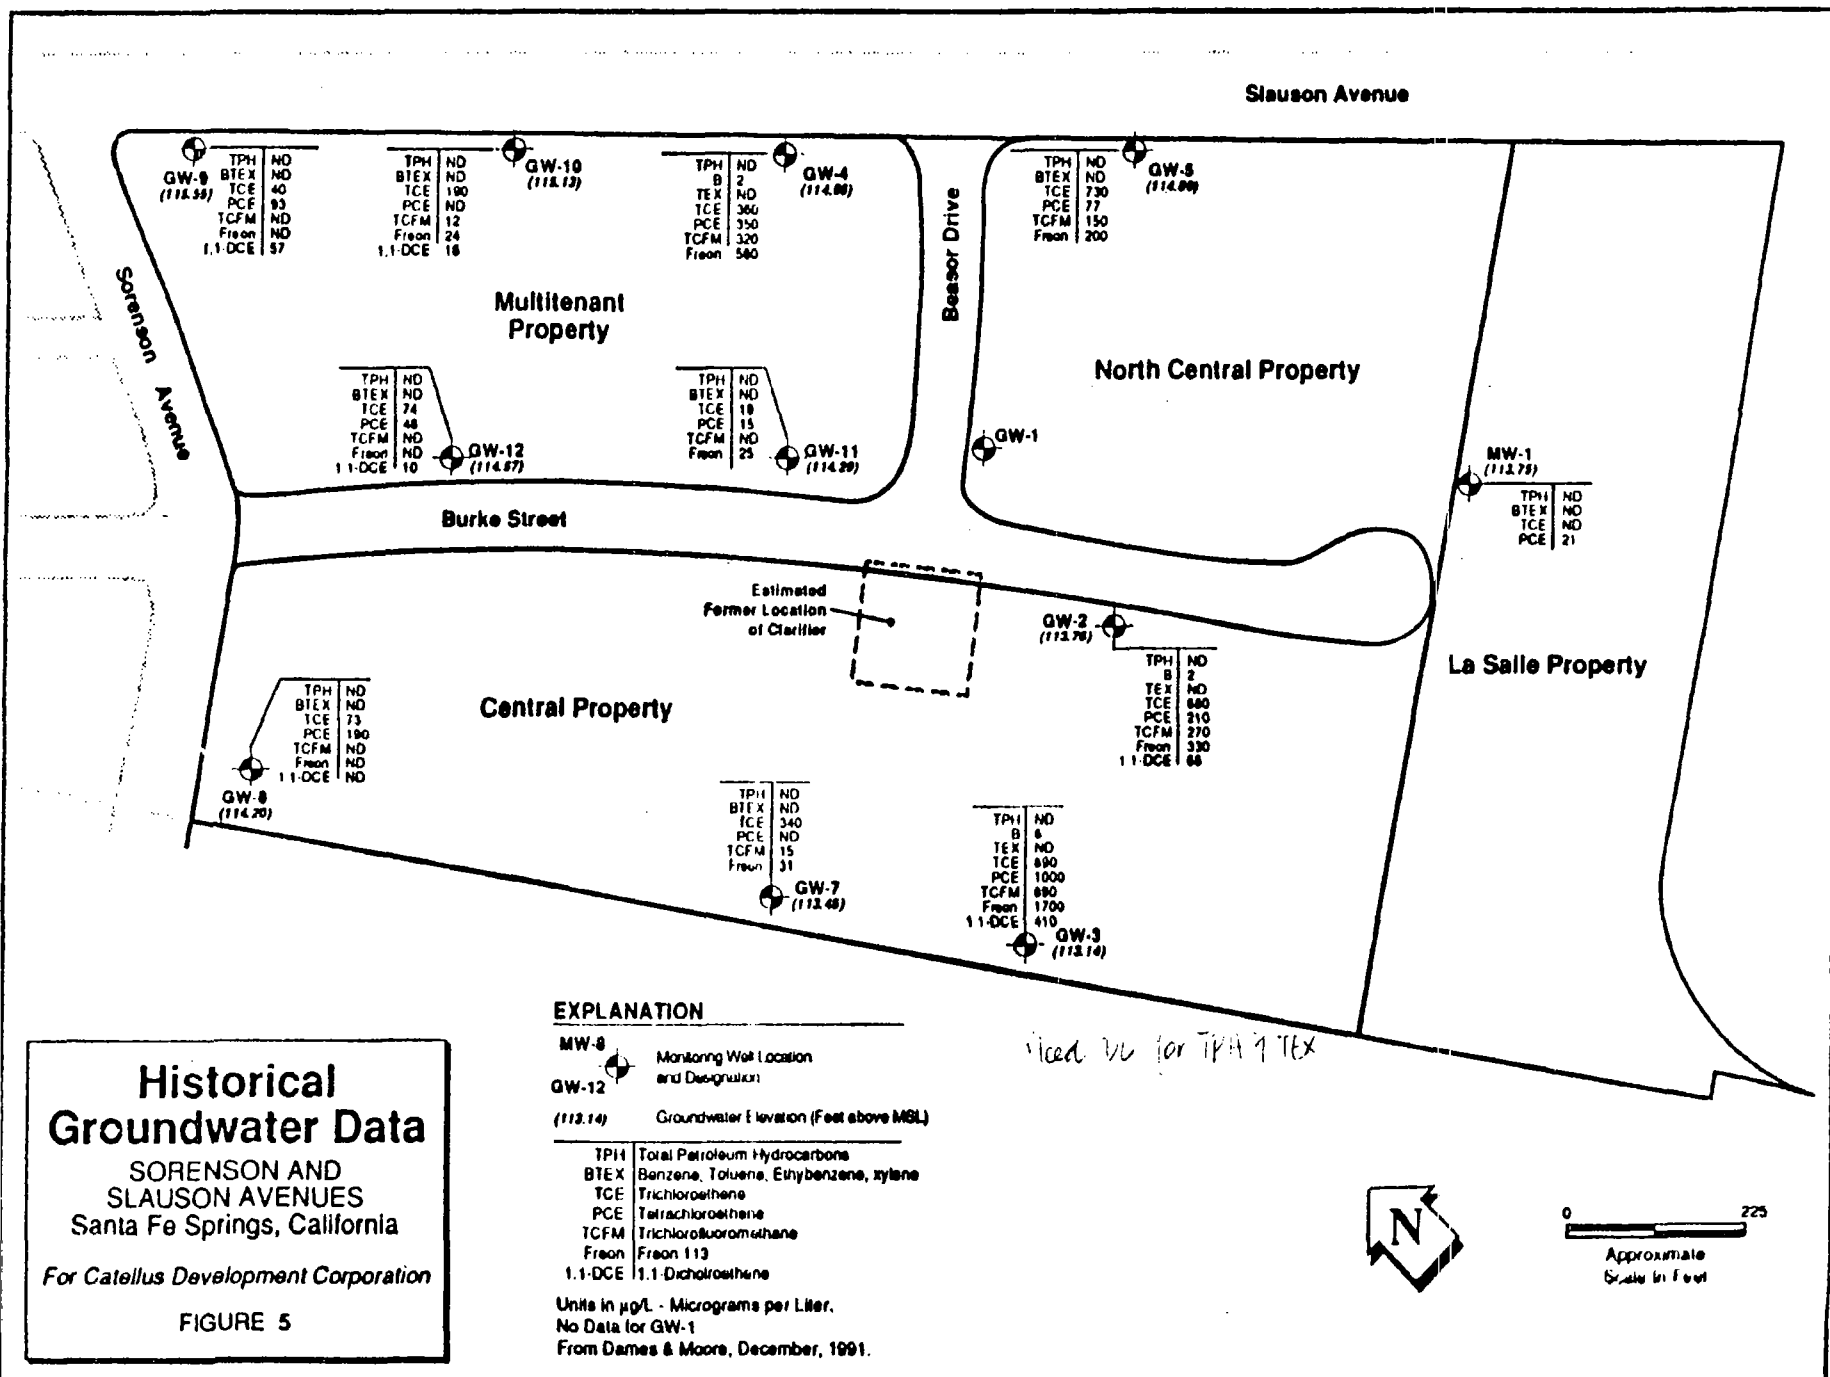 Slauson Avenue
GW-9
(115.55)
TPH ND
BTEX ND
TCE 40
PCE 93
TCFM ND
Freon ND
1,1-DCE 57
TPH ND
BTEX ND
TCE 190
PCE ND
TCFM 12
Freon 24
1,1-DCE 16
GW-10
(115.13)
TPH ND
B 2
TEX ND
TCE 360
PCE 350
TCFM 320
Freon 560
GW-4
TPH ND
BTEX ND
TCE 730
PCE 77
TCFM 150
Freon 200
GW-5
Sorenson Avenue
Multitenant
Property
Beasor Drive
North Central Property
TPH ND
BTEX ND
TCE 74
PCE 48
TCFM ND
Freon ND
1 1-DCE 10
GW-12
(114.57)
TPH ND
BTEX ND
TCE 18
PCE 15
TCFM ND
Freon 25
GW-11
(114.29)
GW-1
MW-1
(113.75)
TPH ND
BTEX ND
TCE ND
PCE 21
Burke Street
Estimated
Former Location
of Clarifier
GW-2
(113.76)
TPH ND
B 2
TEX ND
TCE 680
PCE 210
TCFM 270
Freon 330
1 1-DCE 66
La Salle Property
Central Property
TPH ND
BTEX ND
TCE 73
PCE 190
TCFM ND
Freon ND
1 1-DCE ND
GW-8
(114.20)
TPH ND
BTEX ND
TCE 340
PCE ND
TCFM 15
Freon 31
GW-7
(113.45)
TPH ND
B
TEX ND
TCE 690
PCE 1000
TCFM 690
Freon 1700
1 1-DCE 410
GW-3
(113.14)
EXPLANATION
MW-8
GW-12
Monitoring Well Location
and Designation
(113.14) Groundwater Elevation (Feet above MSL)
TPH Total Petroleum Hydrocarbons
BTEX Benzene, Toluene, Ethybenzene, xylene
TCE Trichloroethene
PCE Tetrachloroethene
TCFM Trichlorofluoromethane
Freon Freon 113
1.1-DCE 1.1-Dicholroethene
Units in µg/L - Micrograms per Liter.
No Data for GW-1
From Dames & Moore, December, 1991.
for TPH TEX
Historical
Groundwater Data
SORENSON AND
SLAUSON AVENUES
Santa Fe Springs, California
For Catellus Development Corporation
FIGURE 5
N
0 225
Approximate
Scale In Feet